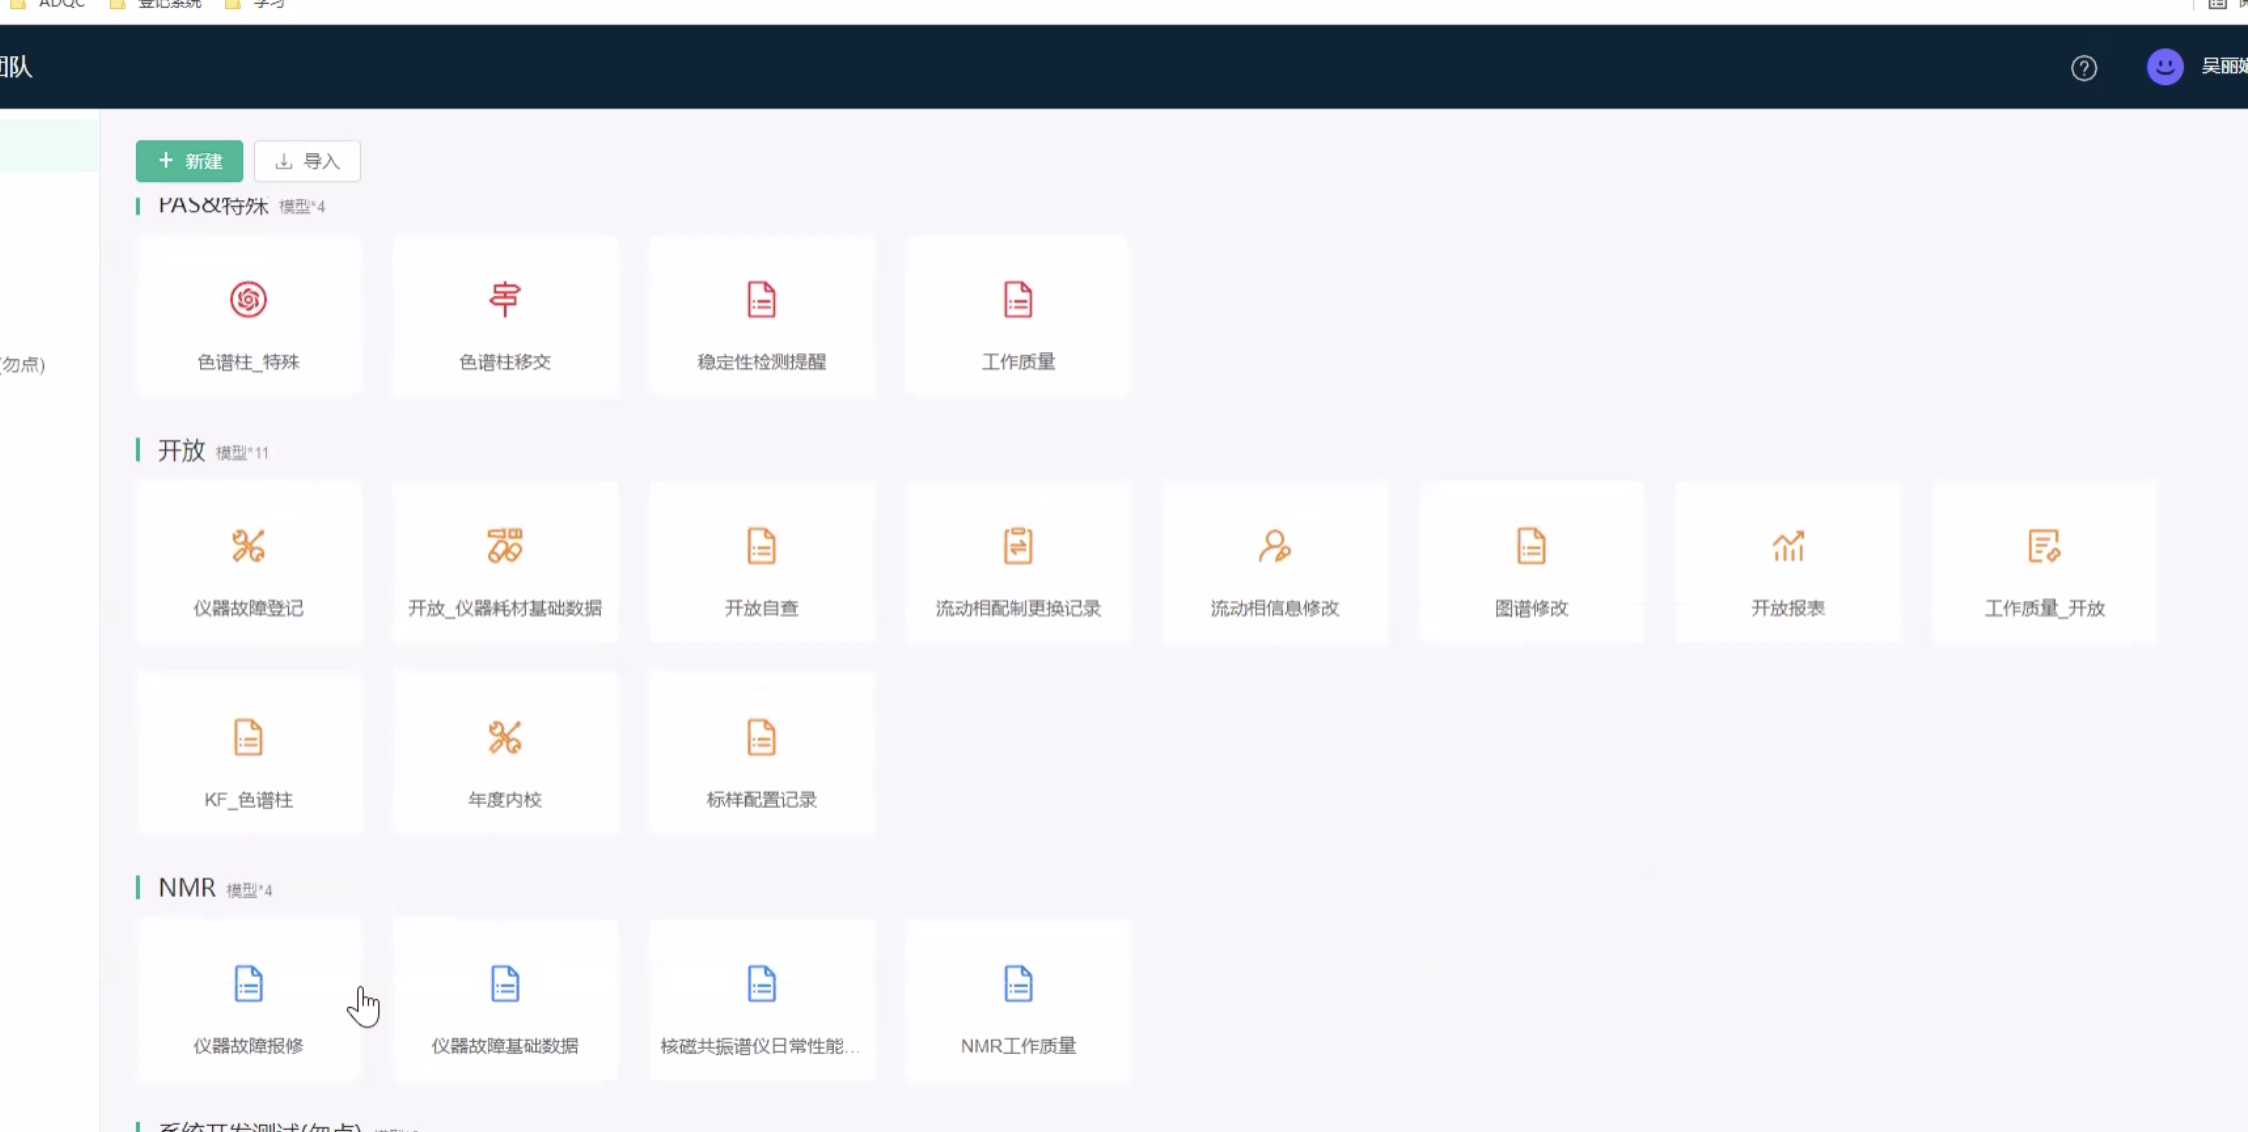 ADQC 登记系统 学习
团队
吴丽
新建 导入
PAS&特殊 模型*4
色谱柱_特殊 色谱柱移交 稳定性检测提醒 工作质量
(勿点)
开放 模型*11
仪器故障登记 开放_仪器耗材基础数据 开放自查 流动相配制更换记录 流动相信息修改 图谱修改 开放报表 工作质量_开放
KF_色谱柱 年度内校 标样配置记录
NMR 模型*4
仪器故障报修 仪器故障基础数据 核磁共振谱仪日常性能... NMR工作质量
系统开发测试(勿点)